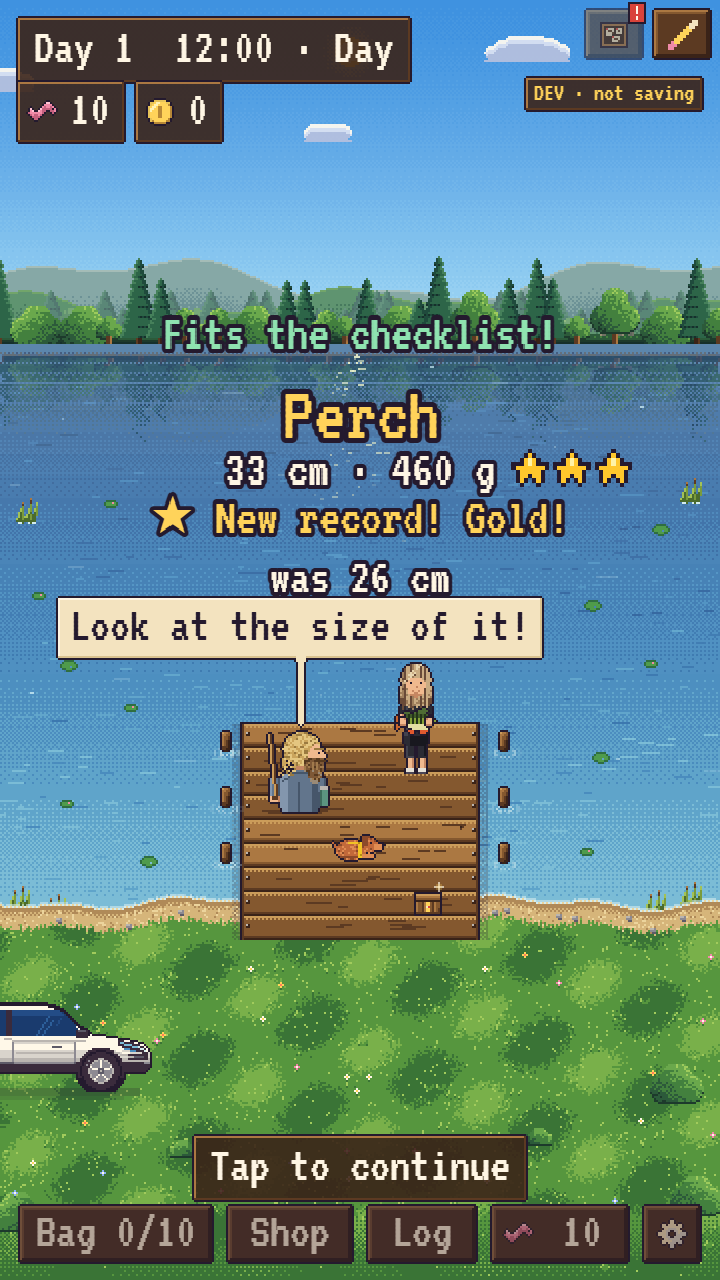 Day 1 12:00 · Day
!
10 0
DEV · not saving
Fits the checklist!
Perch
33 cm · 460 g
New record! Gold!
was 26 cm
Look at the size of it!
Tap to continue
Bag 0/10 Shop Log 10